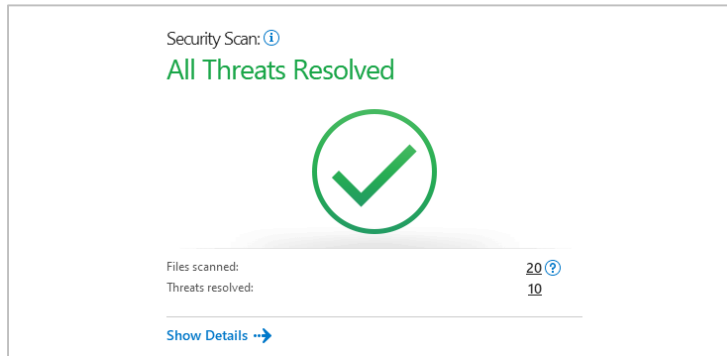 Security Scan:
All Threats Resolved
Files scanned: 20
Threats resolved: 10
Show Details